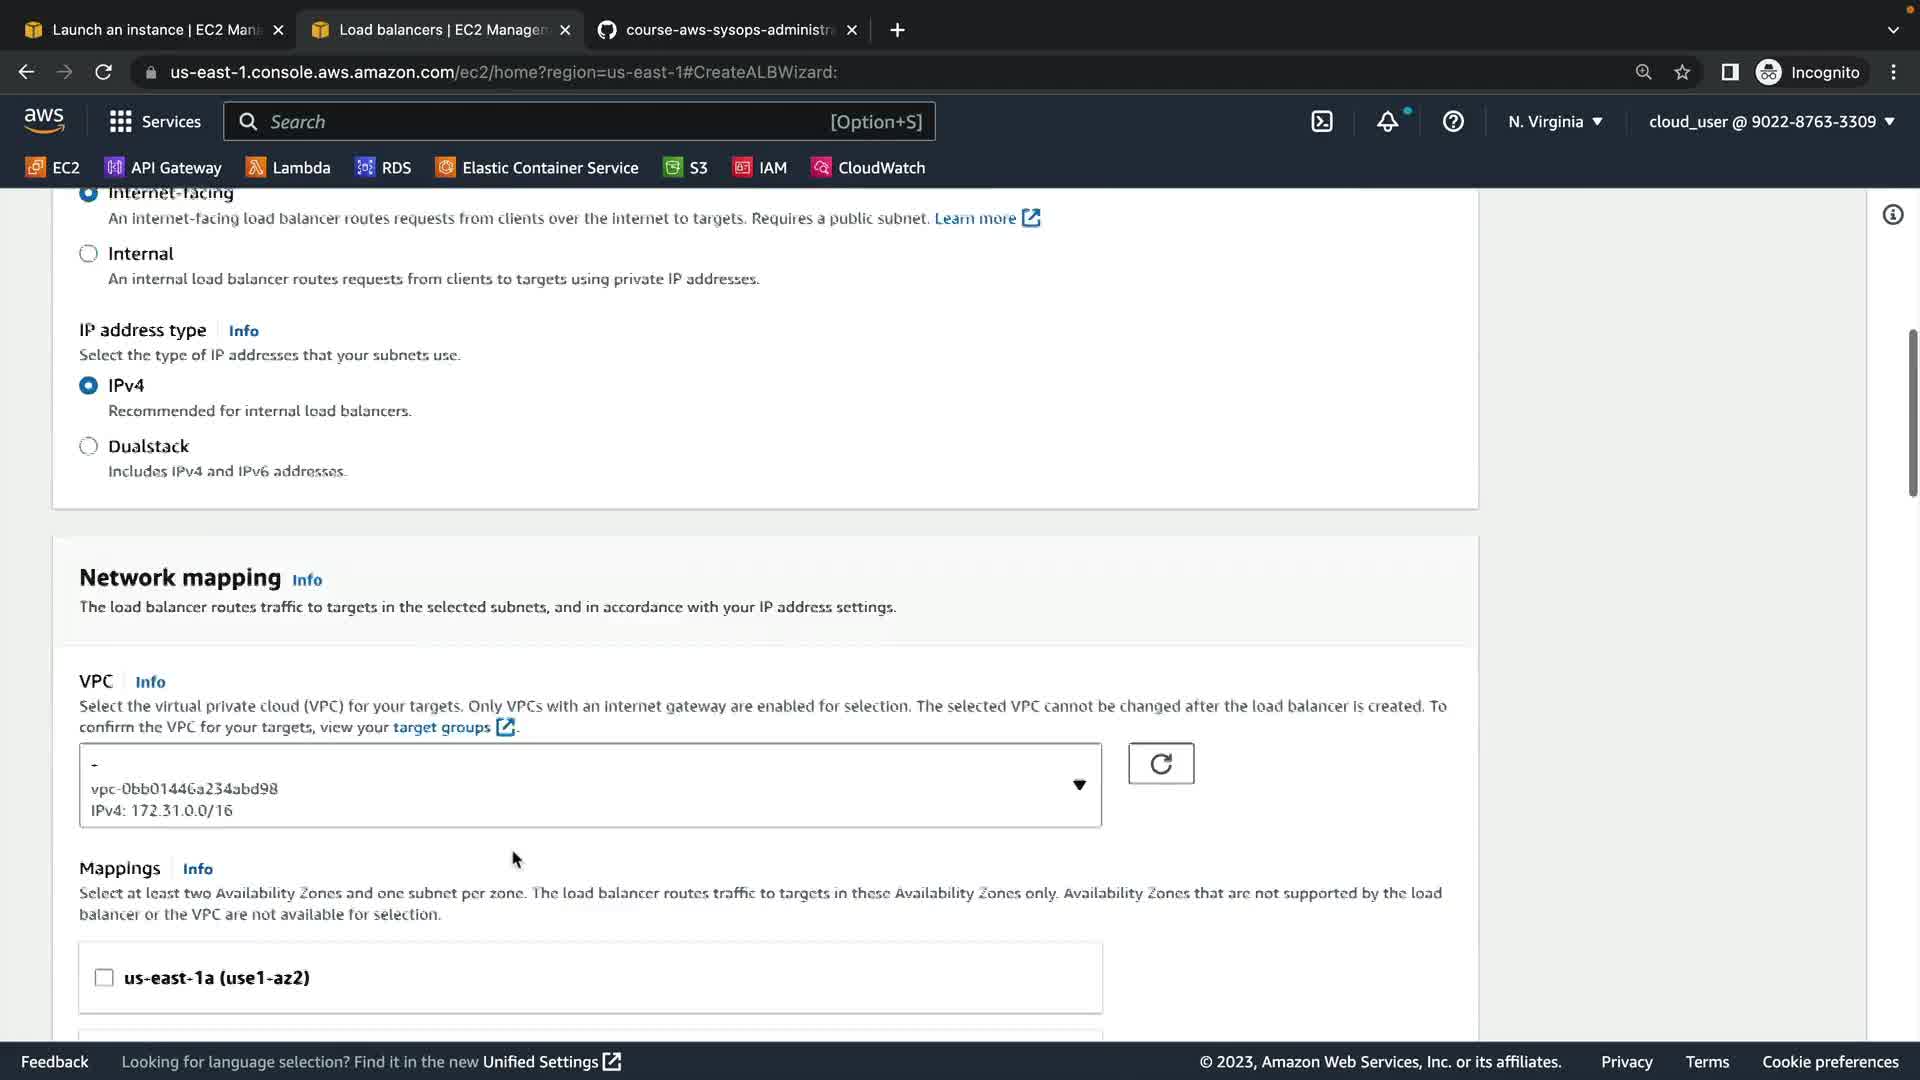 Launch an instance | EC2 Man
Load balancers | EC2 Managem
course-aws-sysops-administra
us-east-1.console.aws.amazon.com/ec2/home?region=us-east-1#CreateALBWizard:
Incognito
aws
Services
Search
[Option+S]
N. Virginia
cloud_user @ 9022-8763-3309
EC2
API Gateway
Lambda
RDS
Elastic Container Service
S3
IAM
CloudWatch
Internet-facing
An internet-facing load balancer routes requests from clients over the internet to targets. Requires a public subnet. Learn more
Internal
An internal load balancer routes requests from clients to targets using private IP addresses.
IP address type Info
Select the type of IP addresses that your subnets use.
IPv4
Recommended for internal load balancers.
Dualstack
Includes IPv4 and IPv6 addresses.
Network mapping Info
The load balancer routes traffic to targets in the selected subnets, and in accordance with your IP address settings.
VPC Info
Select the virtual private cloud (VPC) for your targets. Only VPCs with an internet gateway are enabled for selection. The selected VPC cannot be changed after the load balancer is created. To
confirm the VPC for your targets, view your target groups.
-
vpc-0bb01446a234abd98
IPv4: 172.31.0.0/16
Mappings Info
Select at least two Availability Zones and one subnet per zone. The load balancer routes traffic to targets in these Availability Zones only. Availability Zones that are not supported by the load
balancer or the VPC are not available for selection.
us-east-1a (use1-az2)
Feedback
Looking for language selection? Find it in the new Unified Settings
© 2023, Amazon Web Services, Inc. or its affiliates.
Privacy
Terms
Cookie preferences